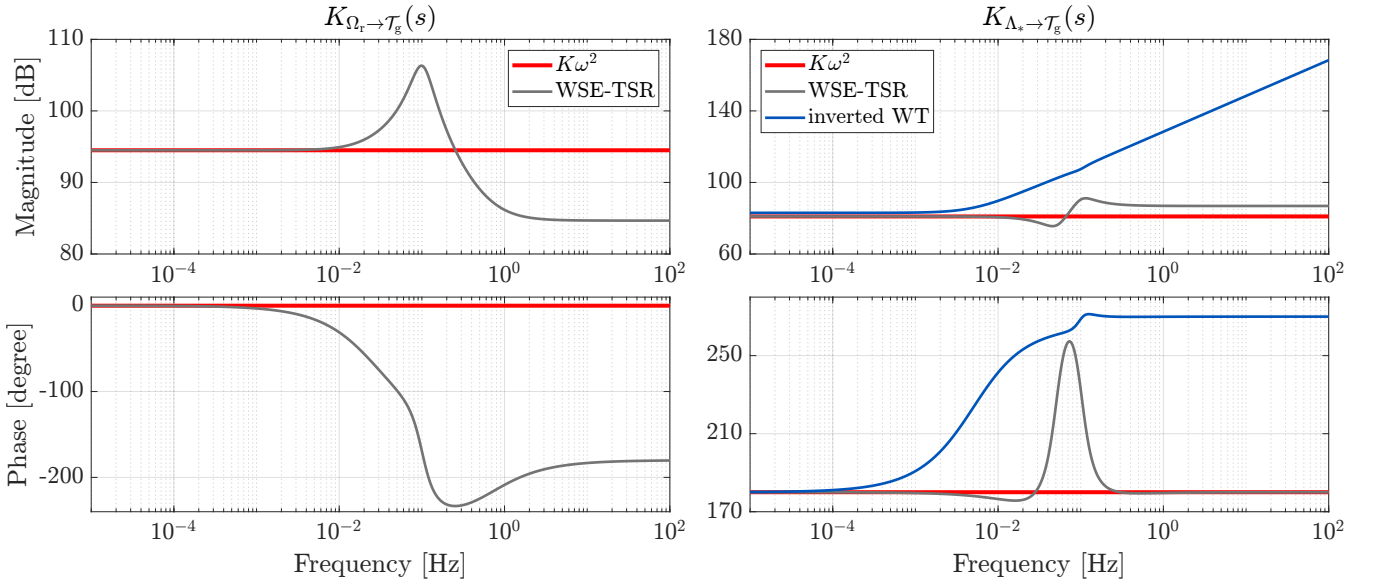 K_{Ω_r→𝒯_g}(s)
110
100
90
80
Magnitude [dB]
Kω²
WSE-TSR
10⁻⁴ 10⁻² 10⁰ 10²
0
-100
-200
Phase [degree]
10⁻⁴ 10⁻² 10⁰ 10²
Frequency [Hz]
K_{Λ_*→𝒯_g}(s)
180
140
100
60
Kω²
WSE-TSR
inverted WT
10⁻⁴ 10⁻² 10⁰ 10²
250
210
170
10⁻⁴ 10⁻² 10⁰ 10²
Frequency [Hz]